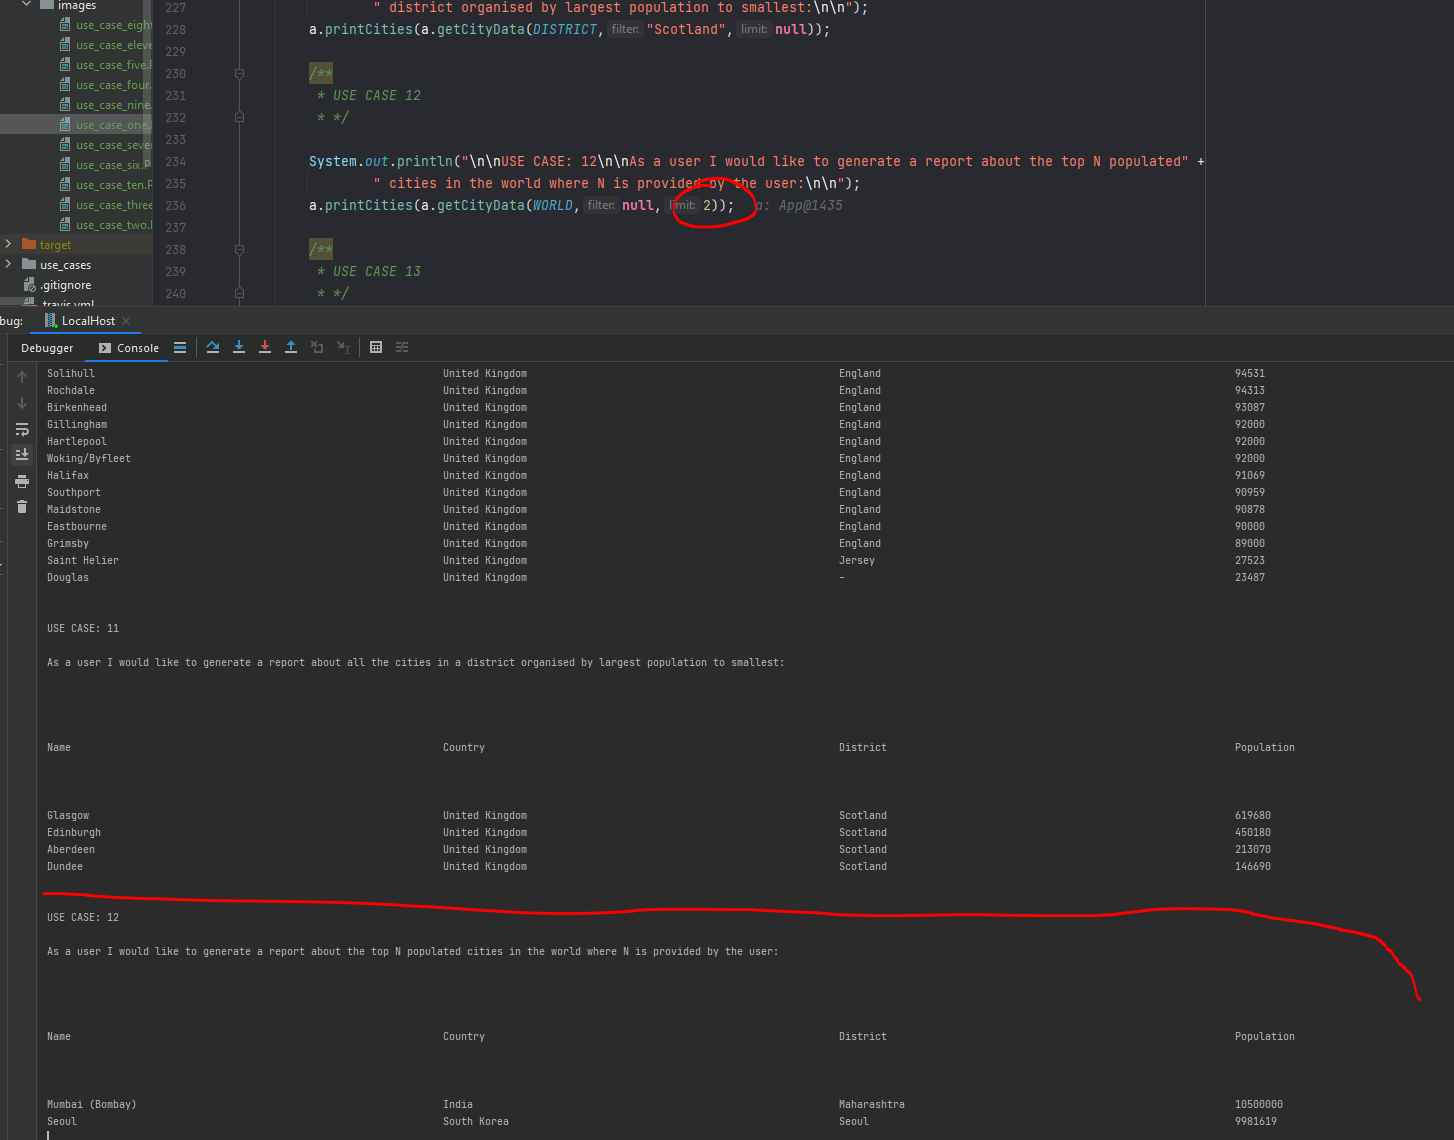 images
use_case_eigh
use_case_eleve
use_case_five.
use_case_four.
use_case_nine.
use_case_one.
use_case_seve
use_case_six.P
use_case_ten.P
use_case_three
use_case_two.
target
use_cases
.gitignore
.travis.yml
227 " district organised by largest population to smallest:\n\n");
228 a.printCities(a.getCityData(DISTRICT, filter: "Scotland", limit: null));
229
230 /**
231 * USE CASE 12
232 * */
233
234 System.out.println("\n\nUSE CASE: 12\n\nAs a user I would like to generate a report about the top N populated" +
235 " cities in the world where N is provided by the user:\n\n");
236 a.printCities(a.getCityData(WORLD, filter: null, limit: 2)); a: App@1435
237
238 /**
239 * USE CASE 13
240 * */
bug: LocalHost
Debugger Console
Solihull United Kingdom England 94531
Rochdale United Kingdom England 94313
Birkenhead United Kingdom England 93087
Gillingham United Kingdom England 92000
Hartlepool United Kingdom England 92000
Woking/Byfleet United Kingdom England 92000
Halifax United Kingdom England 91069
Southport United Kingdom England 90959
Maidstone United Kingdom England 90878
Eastbourne United Kingdom England 90000
Grimsby United Kingdom England 89000
Saint Helier United Kingdom Jersey 27523
Douglas United Kingdom – 23487
USE CASE: 11
As a user I would like to generate a report about all the cities in a district organised by largest population to smallest:
Name Country District Population
Glasgow United Kingdom Scotland 619680
Edinburgh United Kingdom Scotland 450180
Aberdeen United Kingdom Scotland 213070
Dundee United Kingdom Scotland 146690
USE CASE: 12
As a user I would like to generate a report about the top N populated cities in the world where N is provided by the user:
Name Country District Population
Mumbai (Bombay) India Maharashtra 10500000
Seoul South Korea Seoul 9981619